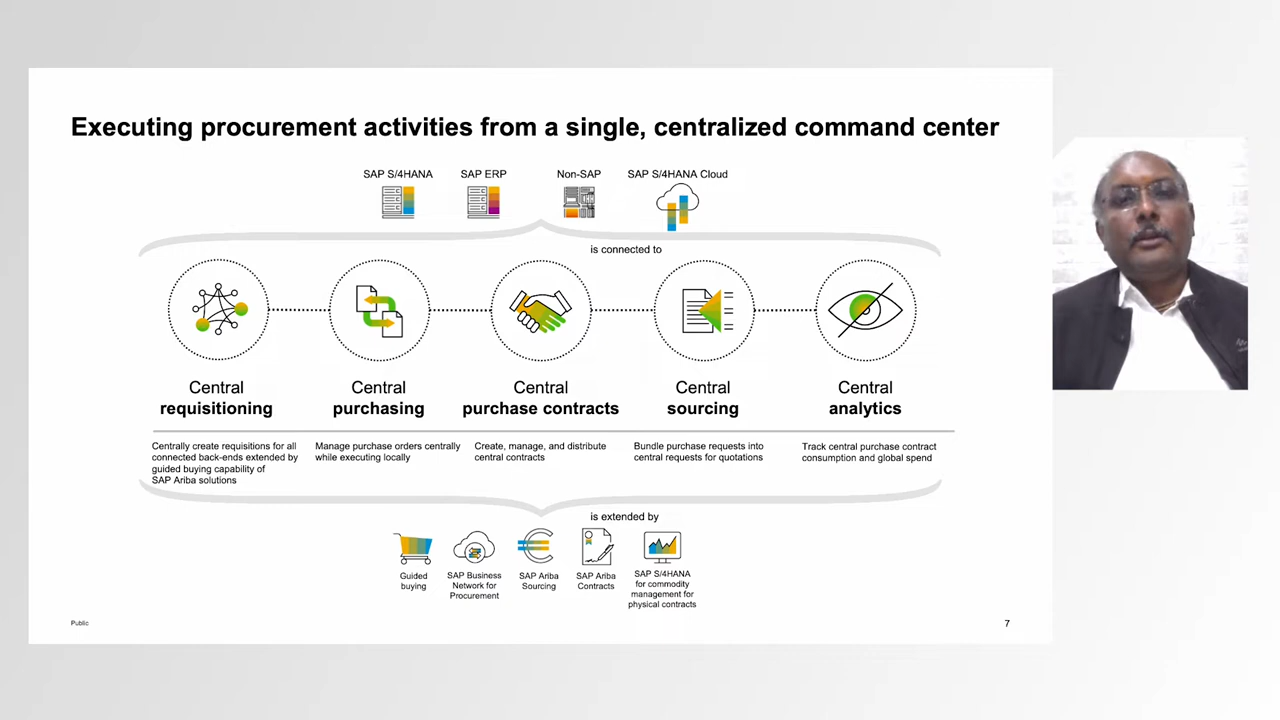 Executing procurement activities from a single, centralized command center
SAP S/4HANA
SAP ERP
Non-SAP
SAP S/4HANA Cloud
is connected to
Central
requisitioning
Central
purchasing
Central
purchase contracts
Central
sourcing
Central
analytics
Centrally create requisitions for all
connected back-ends extended by
guided buying capability of
SAP Ariba solutions
Manage purchase orders centrally
while executing locally
Create, manage, and distribute
central contracts
Bundle purchase requests into
central requests for quotations
Track central purchase contract
consumption and global spend
is extended by
Guided
buying
SAP Business
Network for
Procurement
SAP Ariba
Sourcing
SAP Ariba
Contracts
SAP S/4HANA
for commodity
management for
physical contracts
Public
7